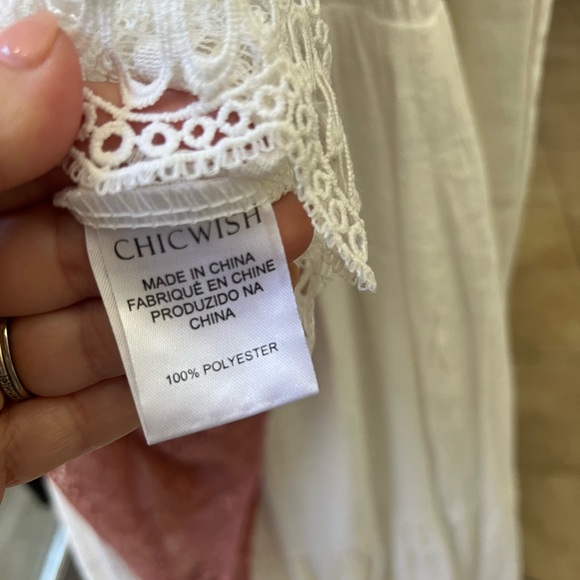 CHICWISH
MADE IN CHINA
FABRIQUÉ EN CHINE
PRODUZIDO NA
CHINA
100% POLYESTER